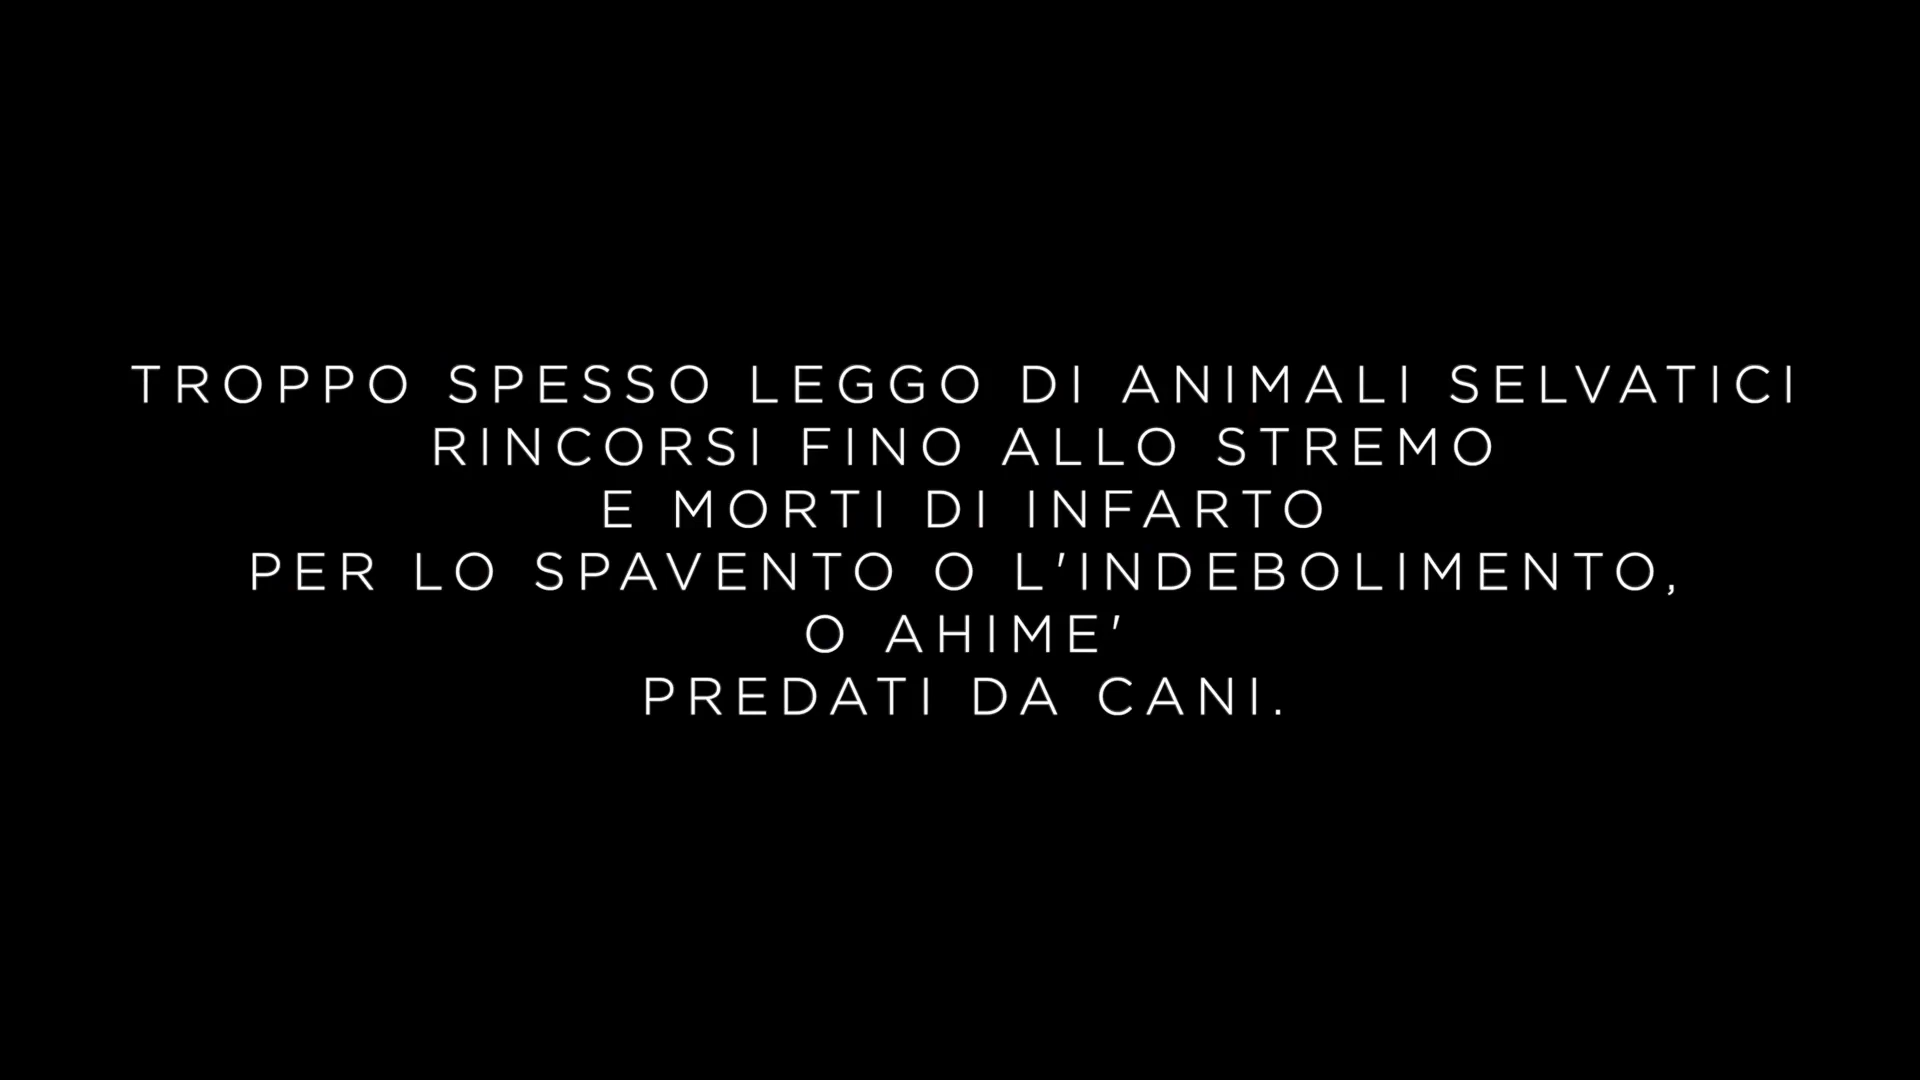 TROPPO SPESSO LEGGO DI ANIMALI SELVATICI
RINCORSI FINO ALLO STREMO
E MORTI DI INFARTO
PER LO SPAVENTO O L'INDEBOLIMENTO,
O AHIME'
PREDATI DA CANI.